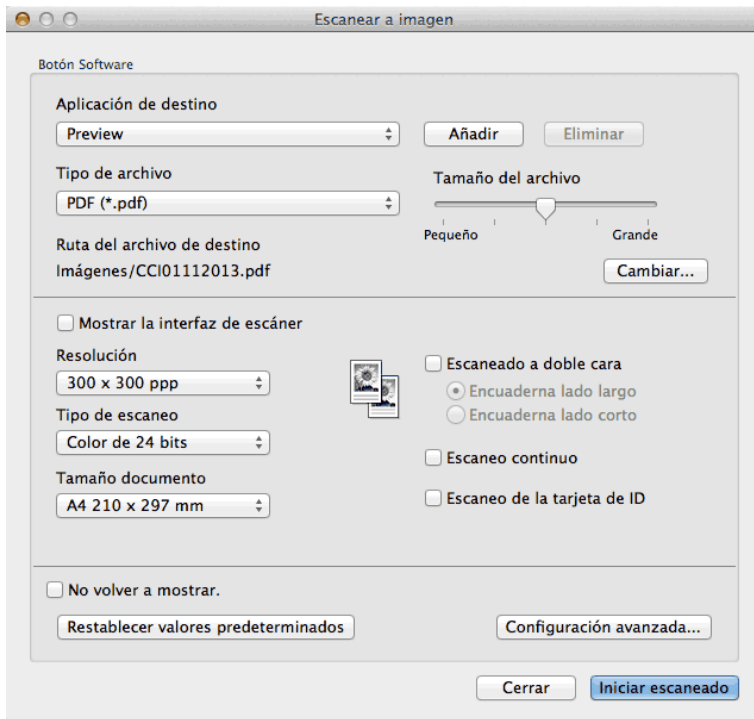 Escanear a imagen
Botón Software
Aplicación de destino
Preview
Añadir
Eliminar
Tipo de archivo
Tamaño del archivo
PDF (*.pdf)
Pequeño
Grande
Ruta del archivo de destino
Imágenes/CCI01112013.pdf
Cambiar...
Mostrar la interfaz de escáner
Resolución
Escaneado a doble cara
300 x 300 ppp
Encuaderna lado largo
Tipo de escaneo
Encuaderna lado corto
Color de 24 bits
Escaneo continuo
Tamaño documento
Escaneo de la tarjeta de ID
A4 210 x 297 mm
No volver a mostrar.
Restablecer valores predeterminados
Configuración avanzada...
Cerrar
Iniciar escaneado